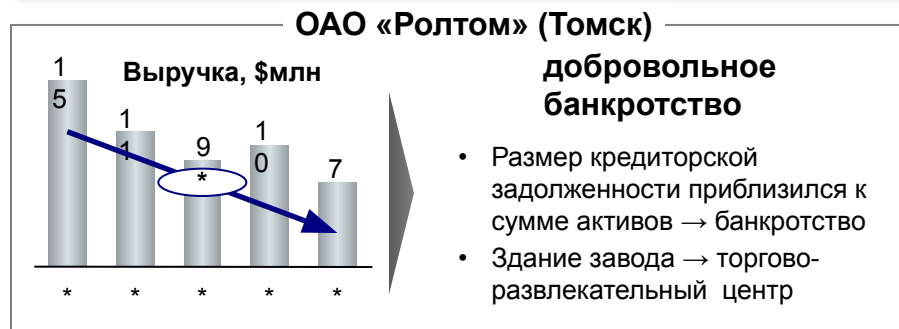 ОАО «Ролтом» (Томск)
Выручка, $млн
1
5
1
1
9
*
1
0
7
* * * * *
добровольное
банкротство
• Размер кредиторской
задолженности приблизился к
сумме активов → банкротство
• Здание завода → торгово-
развлекательный центр